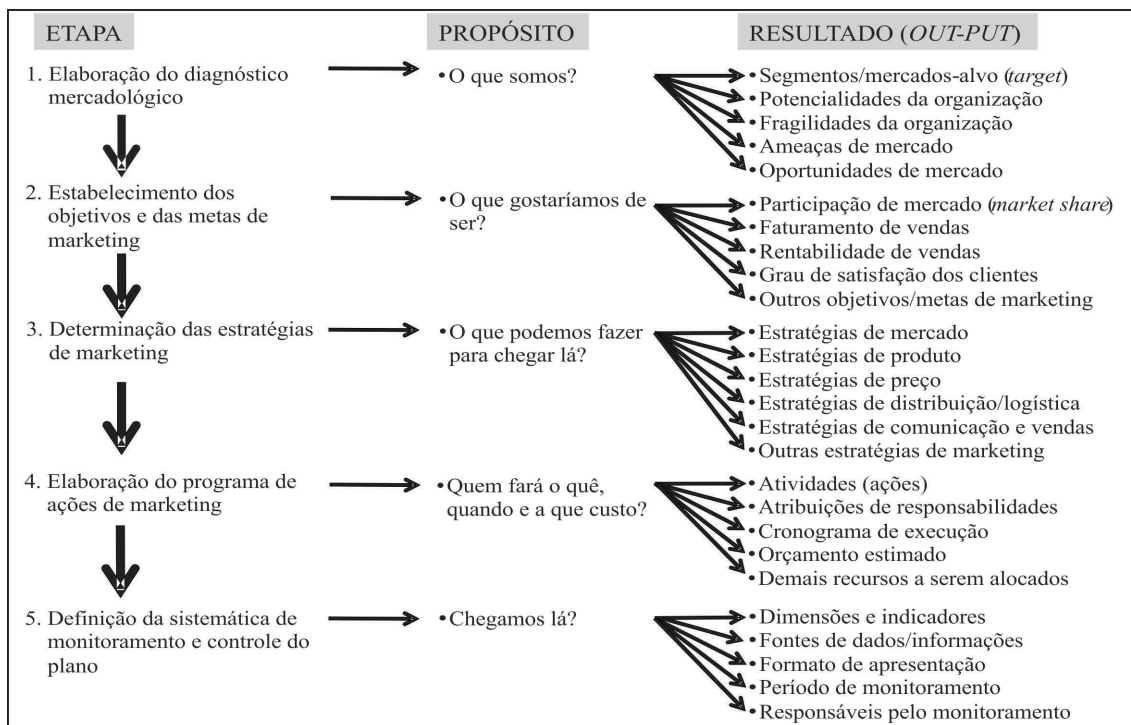 ETAPA
PROPÓSITO
RESULTADO (OUT-PUT)
1. Elaboração do diagnóstico
mercadológico
• O que somos?
• Segmentos/mercados-alvo (target)
• Potencialidades da organização
• Fragilidades da organização
• Ameaças de mercado
• Oportunidades de mercado
2. Estabelecimento dos
objetivos e das metas de
marketing
• O que gostaríamos de
ser?
• Participação de mercado (market share)
• Faturamento de vendas
• Rentabilidade de vendas
• Grau de satisfação dos clientes
• Outros objetivos/metas de marketing
3. Determinação das estratégias
de marketing
• O que podemos fazer
para chegar lá?
• Estratégias de mercado
• Estratégias de produto
• Estratégias de preço
• Estratégias de distribuição/logística
• Estratégias de comunicação e vendas
• Outras estratégias de marketing
4. Elaboração do programa de
ações de marketing
• Quem fará o quê,
quando e a que custo?
• Atividades (ações)
• Atribuições de responsabilidades
• Cronograma de execução
• Orçamento estimado
• Demais recursos a serem alocados
5. Definição da sistemática de
monitoramento e controle do
plano
• Chegamos lá?
• Dimensões e indicadores
• Fontes de dados/informações
• Formato de apresentação
• Período de monitoramento
• Responsáveis pelo monitoramento